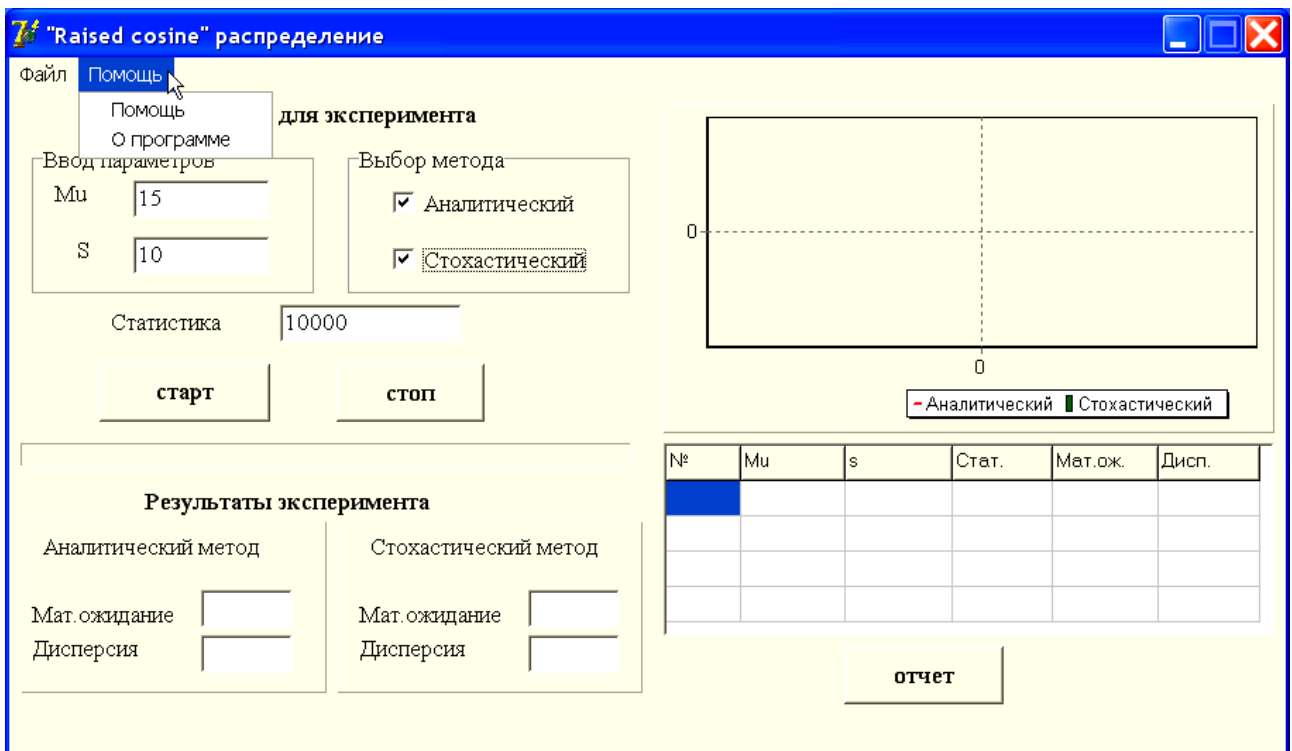 "Raised cosine" распределение
Файл Помощь
Помощь
О программе
для эксперимента
Ввод параметров
Mu 15
S 10
Выбор метода
Аналитический
Стохастический
Статистика 10000
старт стоп
0
0
Аналитический Стохастический
№ Mu s Стат. Мат.ож. Дисп.
Результаты эксперимента
Аналитический метод
Мат.ожидание
Дисперсия
Стохастический метод
Мат.ожидание
Дисперсия
отчет